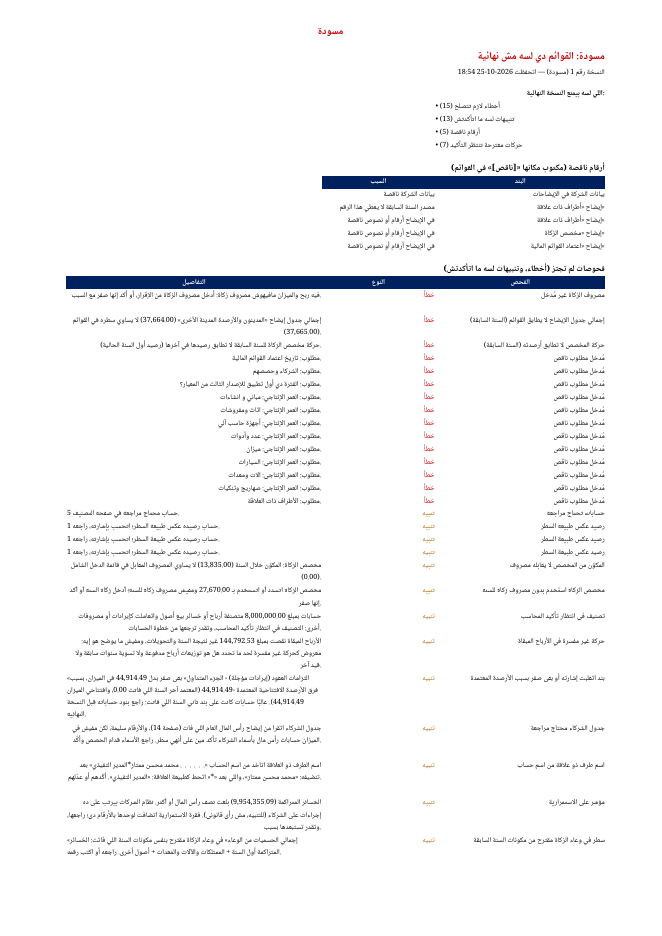 مسودة
مسودة: القوائم دي لسه مش نهائية
النسخة رقم 1 (مسودة) — اتحفظت 2026-10-25 18:54
اللي لسه بيمنع النسخة النهائية:
• أخطاء لازم تتصلح (15)
• تنبيهات لسه ما اتأكدتش (13)
• أرقام ناقصة (5)
• حركات مقترحة تنتظر التأكيد (7)
أرقام ناقصة (مكتوب مكانها «[ناقص]» في القوائم)
البند السبب
بيانات الشركة في الإيضاحات بيانات الشركة ناقصة
إيضاح «أطراف ذات علاقة» مصدر السنة السابقة لا يعطي هذا الرقم
إيضاح «مخصص الزكاة» في الإيضاح أرقام أو نصوص ناقصة
إيضاح «اعتماد القوائم المالية» في الإيضاح أرقام أو نصوص ناقصة
فحوصات لم تجتز (أخطاء، وتنبيهات لسه ما اتأكدتش)
الفحص النوع التفاصيل
مصروف الزكاة غير مُدخل خطأ فيه ربح والميزان مافيهوش مصروف زكاة: أدخل مصروف الزكاة من الإقرار، أو أكد إنها صفر مع السبب.
إجمالي جدول الإيضاح لا يطابق القوائم (السنة السابقة) خطأ إجمالي جدول إيضاح «المدينون والأرصدة المدينة الأخرى» (37,664.00) لا يساوي سطره في القوائم
(37,665.00).
حركة المخصص لا تطابق أرصدته (السنة السابقة) خطأ حركة مخصص الزكاة للسنة السابقة لا تطابق رصيدها في آخرها (رصيد أول السنة الحالية).
مُدخل مطلوب ناقص خطأ مطلوب: تاريخ اعتماد القوائم المالية.
مُدخل مطلوب ناقص خطأ مطلوب: الشركاء وحصصهم.
مُدخل مطلوب ناقص خطأ مطلوب: الفترة دي أول تطبيق للإصدار الثالث من المعيار؟
مُدخل مطلوب ناقص خطأ مطلوب: العمر الإنتاجي: مباني و انشاءات.
مُدخل مطلوب ناقص خطأ مطلوب: العمر الإنتاجي: اثاث ومفروشات.
مُدخل مطلوب ناقص خطأ مطلوب: العمر الإنتاجي: أجهزة حاسب آلي.
مُدخل مطلوب ناقص خطأ مطلوب: العمر الإنتاجي: عدد وأدوات.
مُدخل مطلوب ناقص خطأ مطلوب: العمر الإنتاجي: ميزان.
مُدخل مطلوب ناقص خطأ مطلوب: العمر الإنتاجي: السيارات.
مُدخل مطلوب ناقص خطأ مطلوب: العمر الإنتاجي: الات ومعدات.
مُدخل مطلوب ناقص خطأ مطلوب: العمر الإنتاجي: صهاريج وتنكيات.
مُدخل مطلوب ناقص خطأ مطلوب: الأطراف ذات العلاقة.
حسابات تحتاج مراجعة تنبيه 5 حساب محتاج مراجعة في صفحة التصنيف.
رصيد عكس طبيعة السطر تنبيه 1 حساب رصيده عكس طبيعة السطر؛ اتحسب بإشارته، راجعه.
رصيد عكس طبيعة السطر تنبيه 1 حساب رصيده عكس طبيعة السطر؛ اتحسب بإشارته، راجعه.
رصيد عكس طبيعة السطر تنبيه 1 حساب رصيده عكس طبيعة السطر؛ اتحسب بإشارته، راجعه.
المكوّن من المخصص لا يقابله مصروف تنبيه مخصص الزكاة: المكوّن خلال السنة (13,835.00) لا يساوي المصروف المقابل في قائمة الدخل الشامل
(0.00).
مخصص الزكاة استُخدم بدون مصروف زكاة للسنة تنبيه مخصص الزكاة اتسدد أو استخدم بـ 27,670.00 ومفيش مصروف زكاة للسنة؛ أدخل زكاة السنة أو أكد
إنها صفر.
تصنيف في انتظار تأكيد المحاسب تنبيه حسابات بمبلغ 8,000,000.00 متصنفة أرباح أو خسائر بيع أصول واتعاملت كإيرادات أو مصروفات
أخرى: التصنيف في انتظار تأكيد المحاسب، وتقدر ترجعها من خطوة الحسابات.
حركة غير مفسرة في الأرباح المبقاة تنبيه الأرباح المبقاة نقصت بمبلغ 144,792.53 غير نتيجة السنة والتحويلات، ومفيش ما يوضح هو إيه:
معروض كحركة غير مفسرة لحد ما تحدد هل هو توزيعات أرباح مدفوعة ولا تسوية سنوات سابقة ولا
قيد آخر.
بند اتقلبت إشارته أو بقى صفر بسبب الأرصدة المعتمدة تنبيه التزامات العقود (إيرادات مؤجلة) - الجزء المتداول» بقى صفر بدل 44,914.49 في الميزان، بسبب»
فرق الأرصدة الافتتاحية المعتمدة 44,914.49- (المعتمد آخر السنة اللي فاتت 0.00، وافتتاحي الميزان
44,914.49). غالبًا حسابات كانت على بند تاني السنة اللي فاتت: راجع بنود حساباته قبل النسخة
النهائية.
جدول الشركاء محتاج مراجعة تنبيه جدول الشركاء اتقرا من إيضاح رأس المال العام اللي فات (صفحة 14)، والأرقام سليمة، لكن مفيش في
الميزان حسابات رأس مال بأسماء الشركاء تأكد مين على أنهي سطر. راجع الأسماء قدام الحصص وأكّد.
اسم طرف ذو علاقة من اسم حساب تنبيه اسم الطرف ذو العلاقة اتاخد من اسم الحساب «. . . . . . محمد محسن ممتاز*المدير التنفيذي» بعد
تنضيفه: «محمد محسن ممتاز»، واللي بعد «*» اتحط كطبيعة العلاقة: «المدير التنفيذي». أكدهم أو عدّلهم.
مؤشر على الاستمرارية تنبيه الخسائر المتراكمة (9,954,355.09) بلغت نصف رأس المال أو أكثر. نظام الشركات بيرتب على ده
إجراءات على الشركاء (للتنبيه، مش رأي قانوني). فقرة الاستمرارية اتضافت لوحدها بالأرقام دي؛ راجعها،
وتقدر تستبعدها بسبب.
سطر في وعاء الزكاة مقترح من مكونات السنة السابقة تنبيه إجمالي الحسميات من الوعاء» في وعاء الزكاة مقترح بنفس مكونات السنة اللي فاتت: الخسائر»
المتراكمة أول السنة + الممتلكات والآلات والمعدات + أصول أخرى. راجعه أو اكتب رقمه.